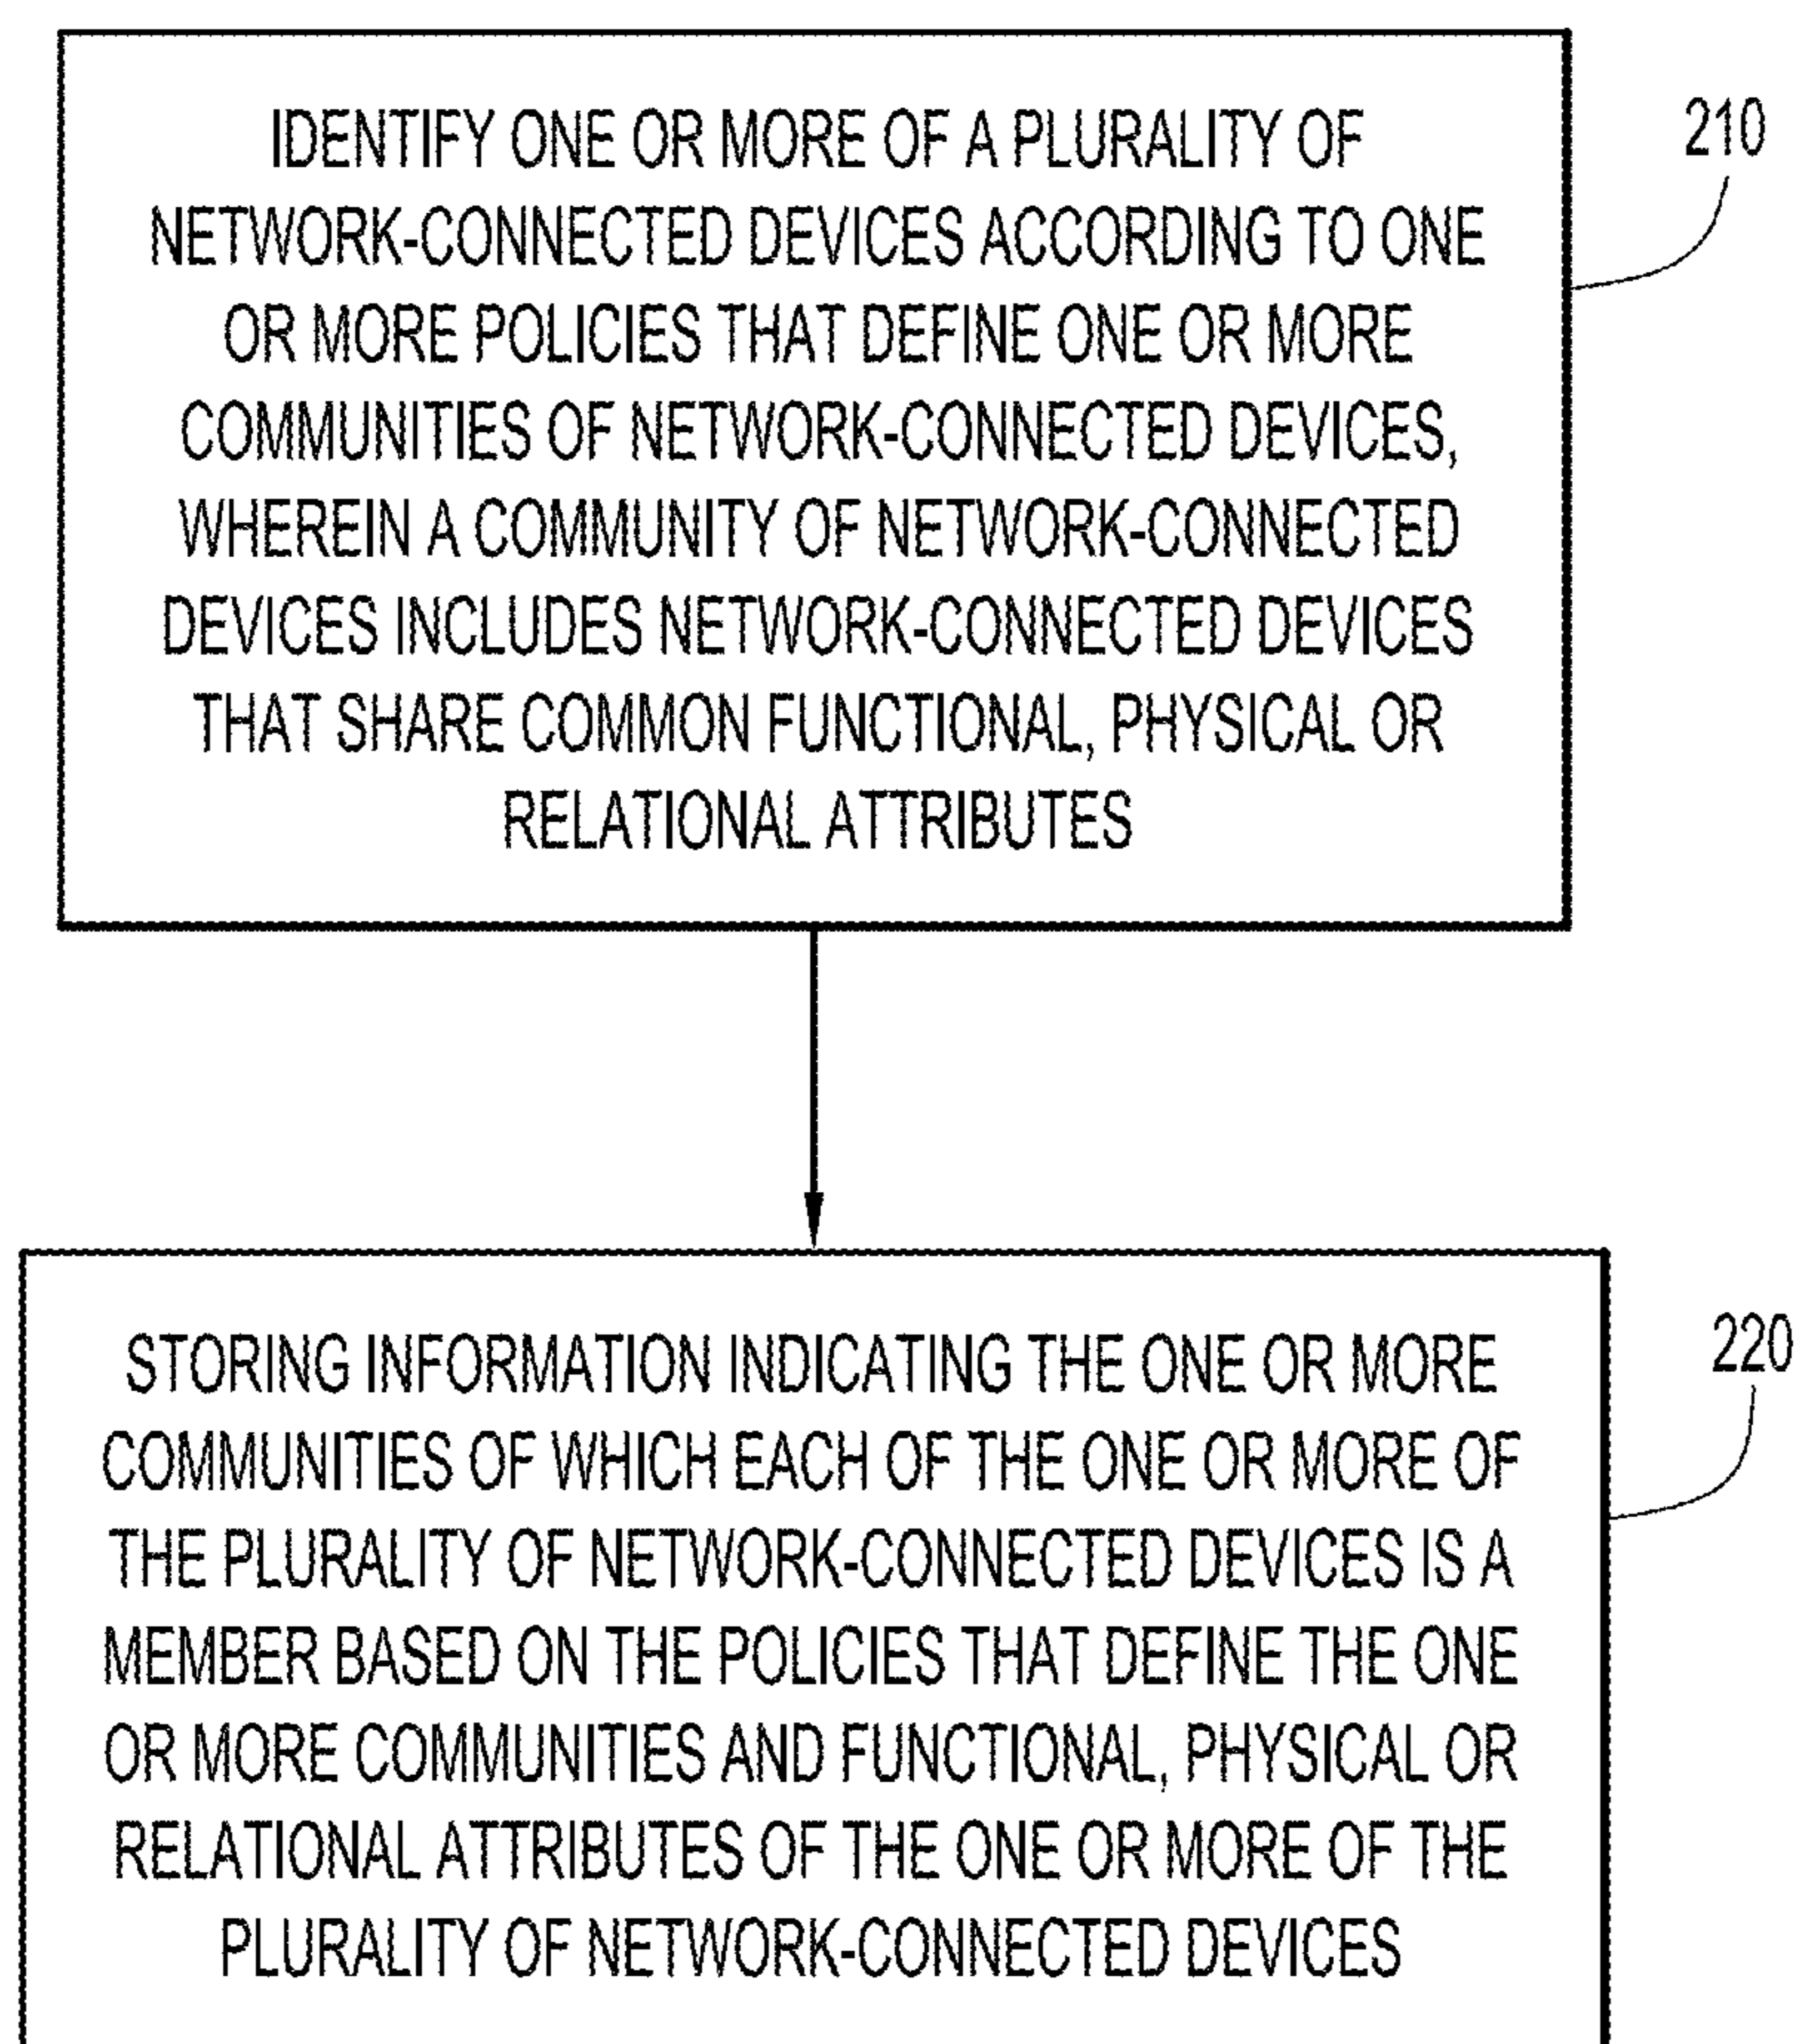 IDENTIFY ONE OR MORE OF A PLURALITY OF
NETWORK-CONNECTED DEVICES ACCORDING TO ONE
OR MORE POLICIES THAT DEFINE ONE OR MORE
COMMUNITIES OF NETWORK-CONNECTED DEVICES,
WHEREIN A COMMUNITY OF NETWORK-CONNECTED
DEVICES INCLUDES NETWORK-CONNECTED DEVICES
THAT SHARE COMMON FUNCTIONAL, PHYSICAL OR
RELATIONAL ATTRIBUTES
210
STORING INFORMATION INDICATING THE ONE OR MORE
COMMUNITIES OF WHICH EACH OF THE ONE OR MORE OF
THE PLURALITY OF NETWORK-CONNECTED DEVICES IS A
MEMBER BASED ON THE POLICIES THAT DEFINE THE ONE
OR MORE COMMUNITIES AND FUNCTIONAL, PHYSICAL OR
RELATIONAL ATTRIBUTES OF THE ONE OR MORE OF THE
PLURALITY OF NETWORK-CONNECTED DEVICES
220